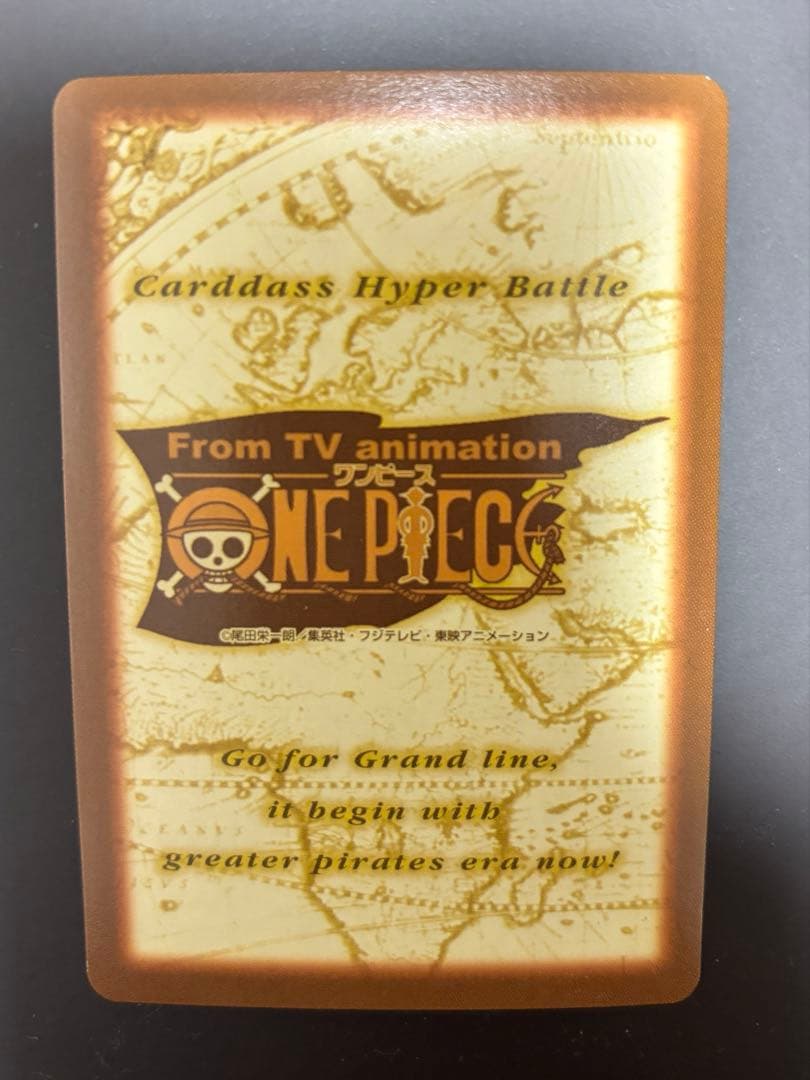 Septentrio
Carddass Hyper Battle
From TV animation
ワンピース
ONE PIECE
©尾田栄一朗／集英社・フジテレビ・東映アニメーション
Go for Grand line,
it begin with
greater pirates era now!